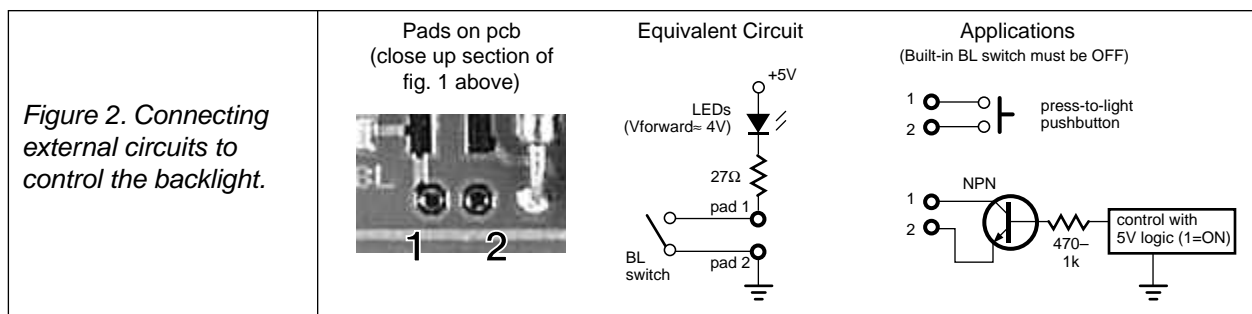 Figure 2. Connecting
external circuits to
control the backlight.
Pads on pcb
(close up section of
fig. 1 above)
1 2
Equivalent Circuit
+5V
LEDs
(Vforward≈ 4V)
27Ω
pad 1
BL
switch
pad 2
Applications
(Built-in BL switch must be OFF)
1
2
press-to-light
pushbutton
NPN
1
2
470–
1k
control with
5V logic (1=ON)